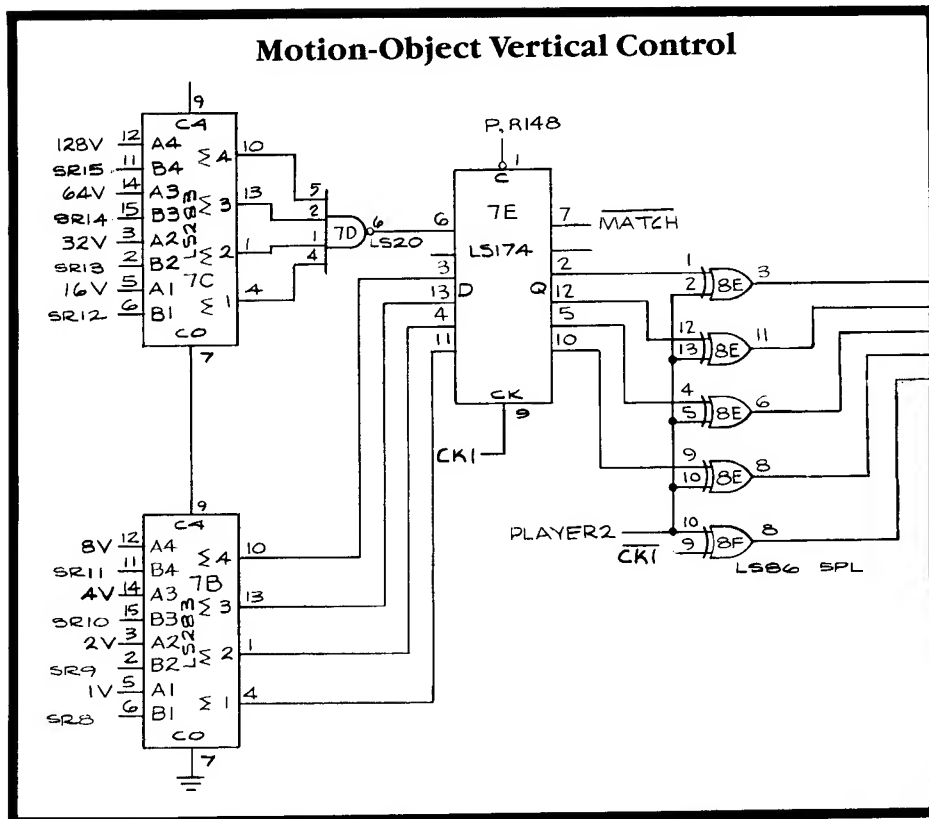 Motion-Object Vertical Control
9
C4
128V 12 A4
SR15 11 B4
64V 14 A3
SR14 15 B3
32V 3 A2
SR13 2 B2
16V 5 A1
SR12 6 B1
LS283
7C
Σ4 10
Σ3 13
Σ2 1
Σ1 4
C0
7
5
2
1
4
7D
6
LS20
P, R148
1
C
7E
LS174
6
3
13
4
11
D
Q
7 MATCH
2
12
5
10
CK
9
CK1
1
2
8E
3
12
13
8E
11
4
5
8E
6
9
10
8E
8
PLAYER2
CK1
10
9
8F
8
LS86 SPL
9
C4
8V 12 A4
SR11 11 B4
4V 14 A3
SR10 15 B3
2V 3 A2
SR9 2 B2
1V 5 A1
SR8 6 B1
LS283
7B
Σ4 10
Σ3 13
Σ2 1
Σ1 4
C0
7